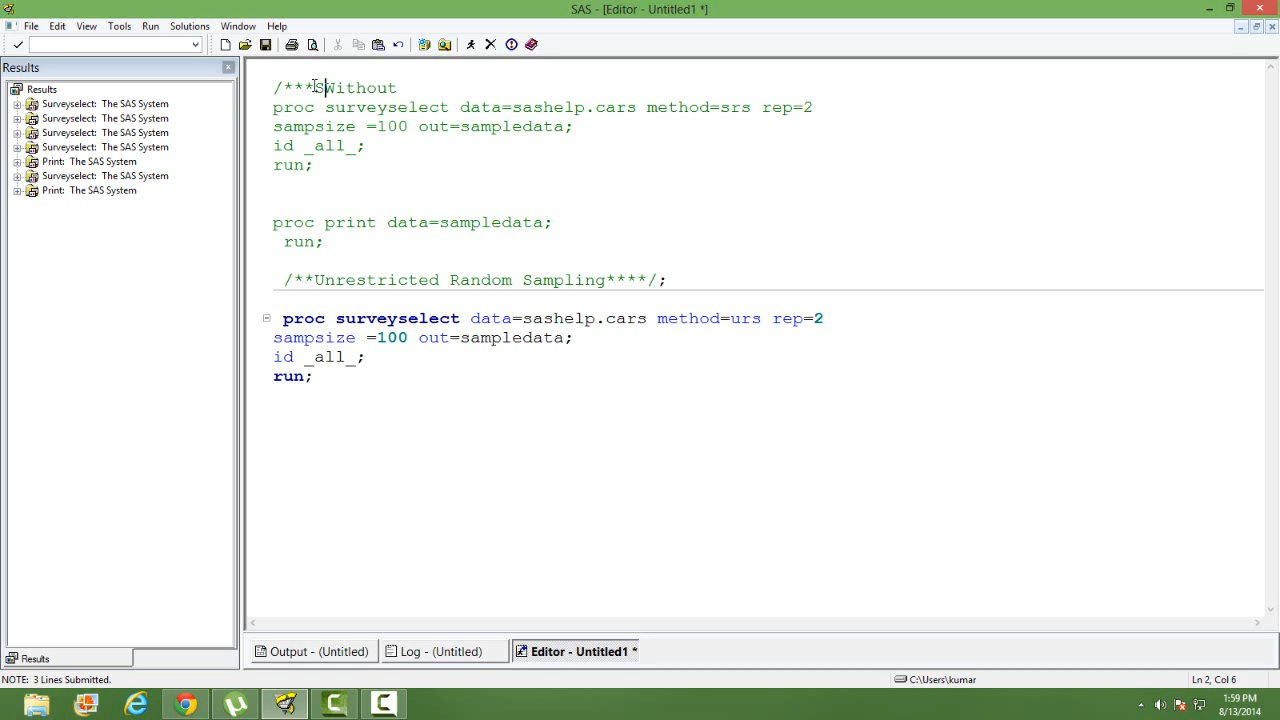 SAS - [Editor - Untitled1 *]
File Edit View Tools Run Solutions Window Help
Results
Results
Surveyselect: The SAS System
Surveyselect: The SAS System
Surveyselect: The SAS System
Surveyselect: The SAS System
Print: The SAS System
Surveyselect: The SAS System
Print: The SAS System
/***SWithout
proc surveyselect data=sashelp.cars method=srs rep=2
sampsize =100 out=sampledata;
id _all_;
run;
proc print data=sampledata;
run;
/**Unrestricted Random Sampling****/;
proc surveyselect data=sashelp.cars method=urs rep=2
sampsize =100 out=sampledata;
id _all_;
run;
Results
Output - (Untitled) Log - (Untitled) Editor - Untitled1 *
NOTE: 3 Lines Submitted. C:\Users\kumar Ln 2, Col 6
1:59 PM
8/13/2014